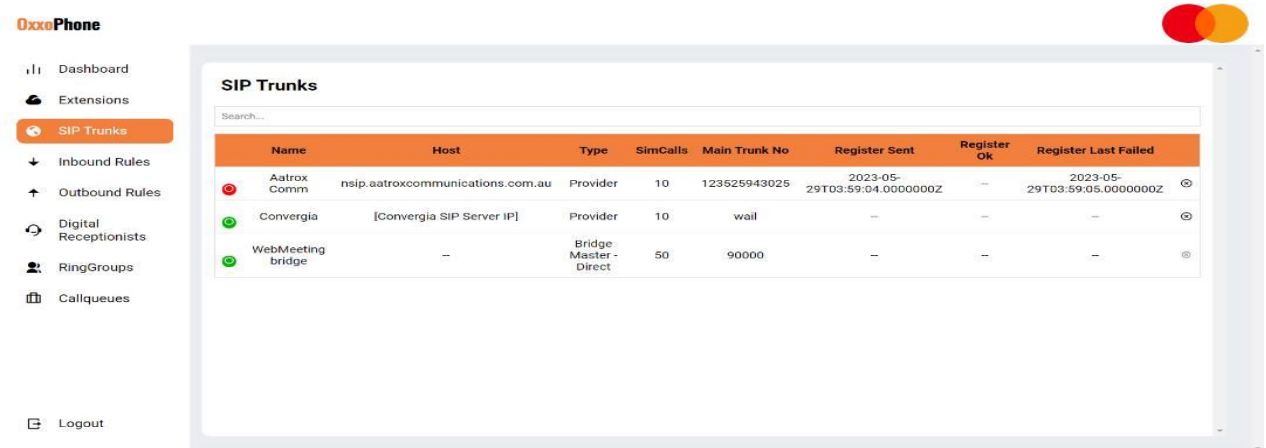 OxxoPhone
Dashboard
Extensions
SIP Trunks
Inbound Rules
Outbound Rules
Digital
Receptionists
RingGroups
Callqueues
Logout
SIP Trunks
Search...
Name Host Type SimCalls Main Trunk No Register Sent Register Ok Register Last Failed
Aatrox Comm nsip.aatroxcommunications.com.au Provider 10 123525943025 2023-05-29T03:59:04.0000000Z -- 2023-05-29T03:59:05.0000000Z
Convergia [Convergia SIP Server IP] Provider 10 wail -- -- --
WebMeeting bridge -- Bridge Master - Direct 50 90000 -- -- --